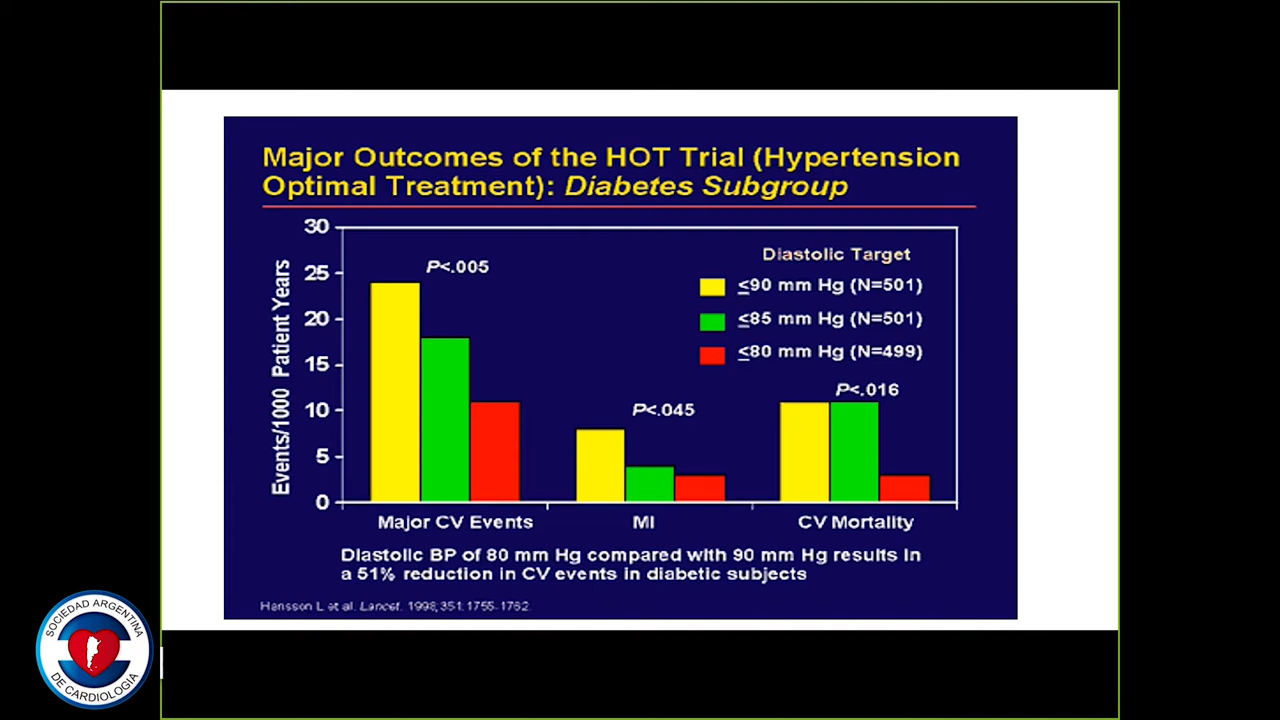 Major Outcomes of the HOT Trial (Hypertension
Optimal Treatment): Diabetes Subgroup
30
25
20
15
10
5
0
Events/1000 Patient Years
P<.005
P<.045
P<.016
Diastolic Target
≤90 mm Hg (N=501)
≤85 mm Hg (N=501)
≤80 mm Hg (N=499)
Major CV Events
MI
CV Mortality
Diastolic BP of 80 mm Hg compared with 90 mm Hg results in
a 51% reduction in CV events in diabetic subjects
Hansson L et al. Lancet. 1998;351:1755-1762.
SOCIEDAD ARGENTINA
DE CARDIOLOGIA